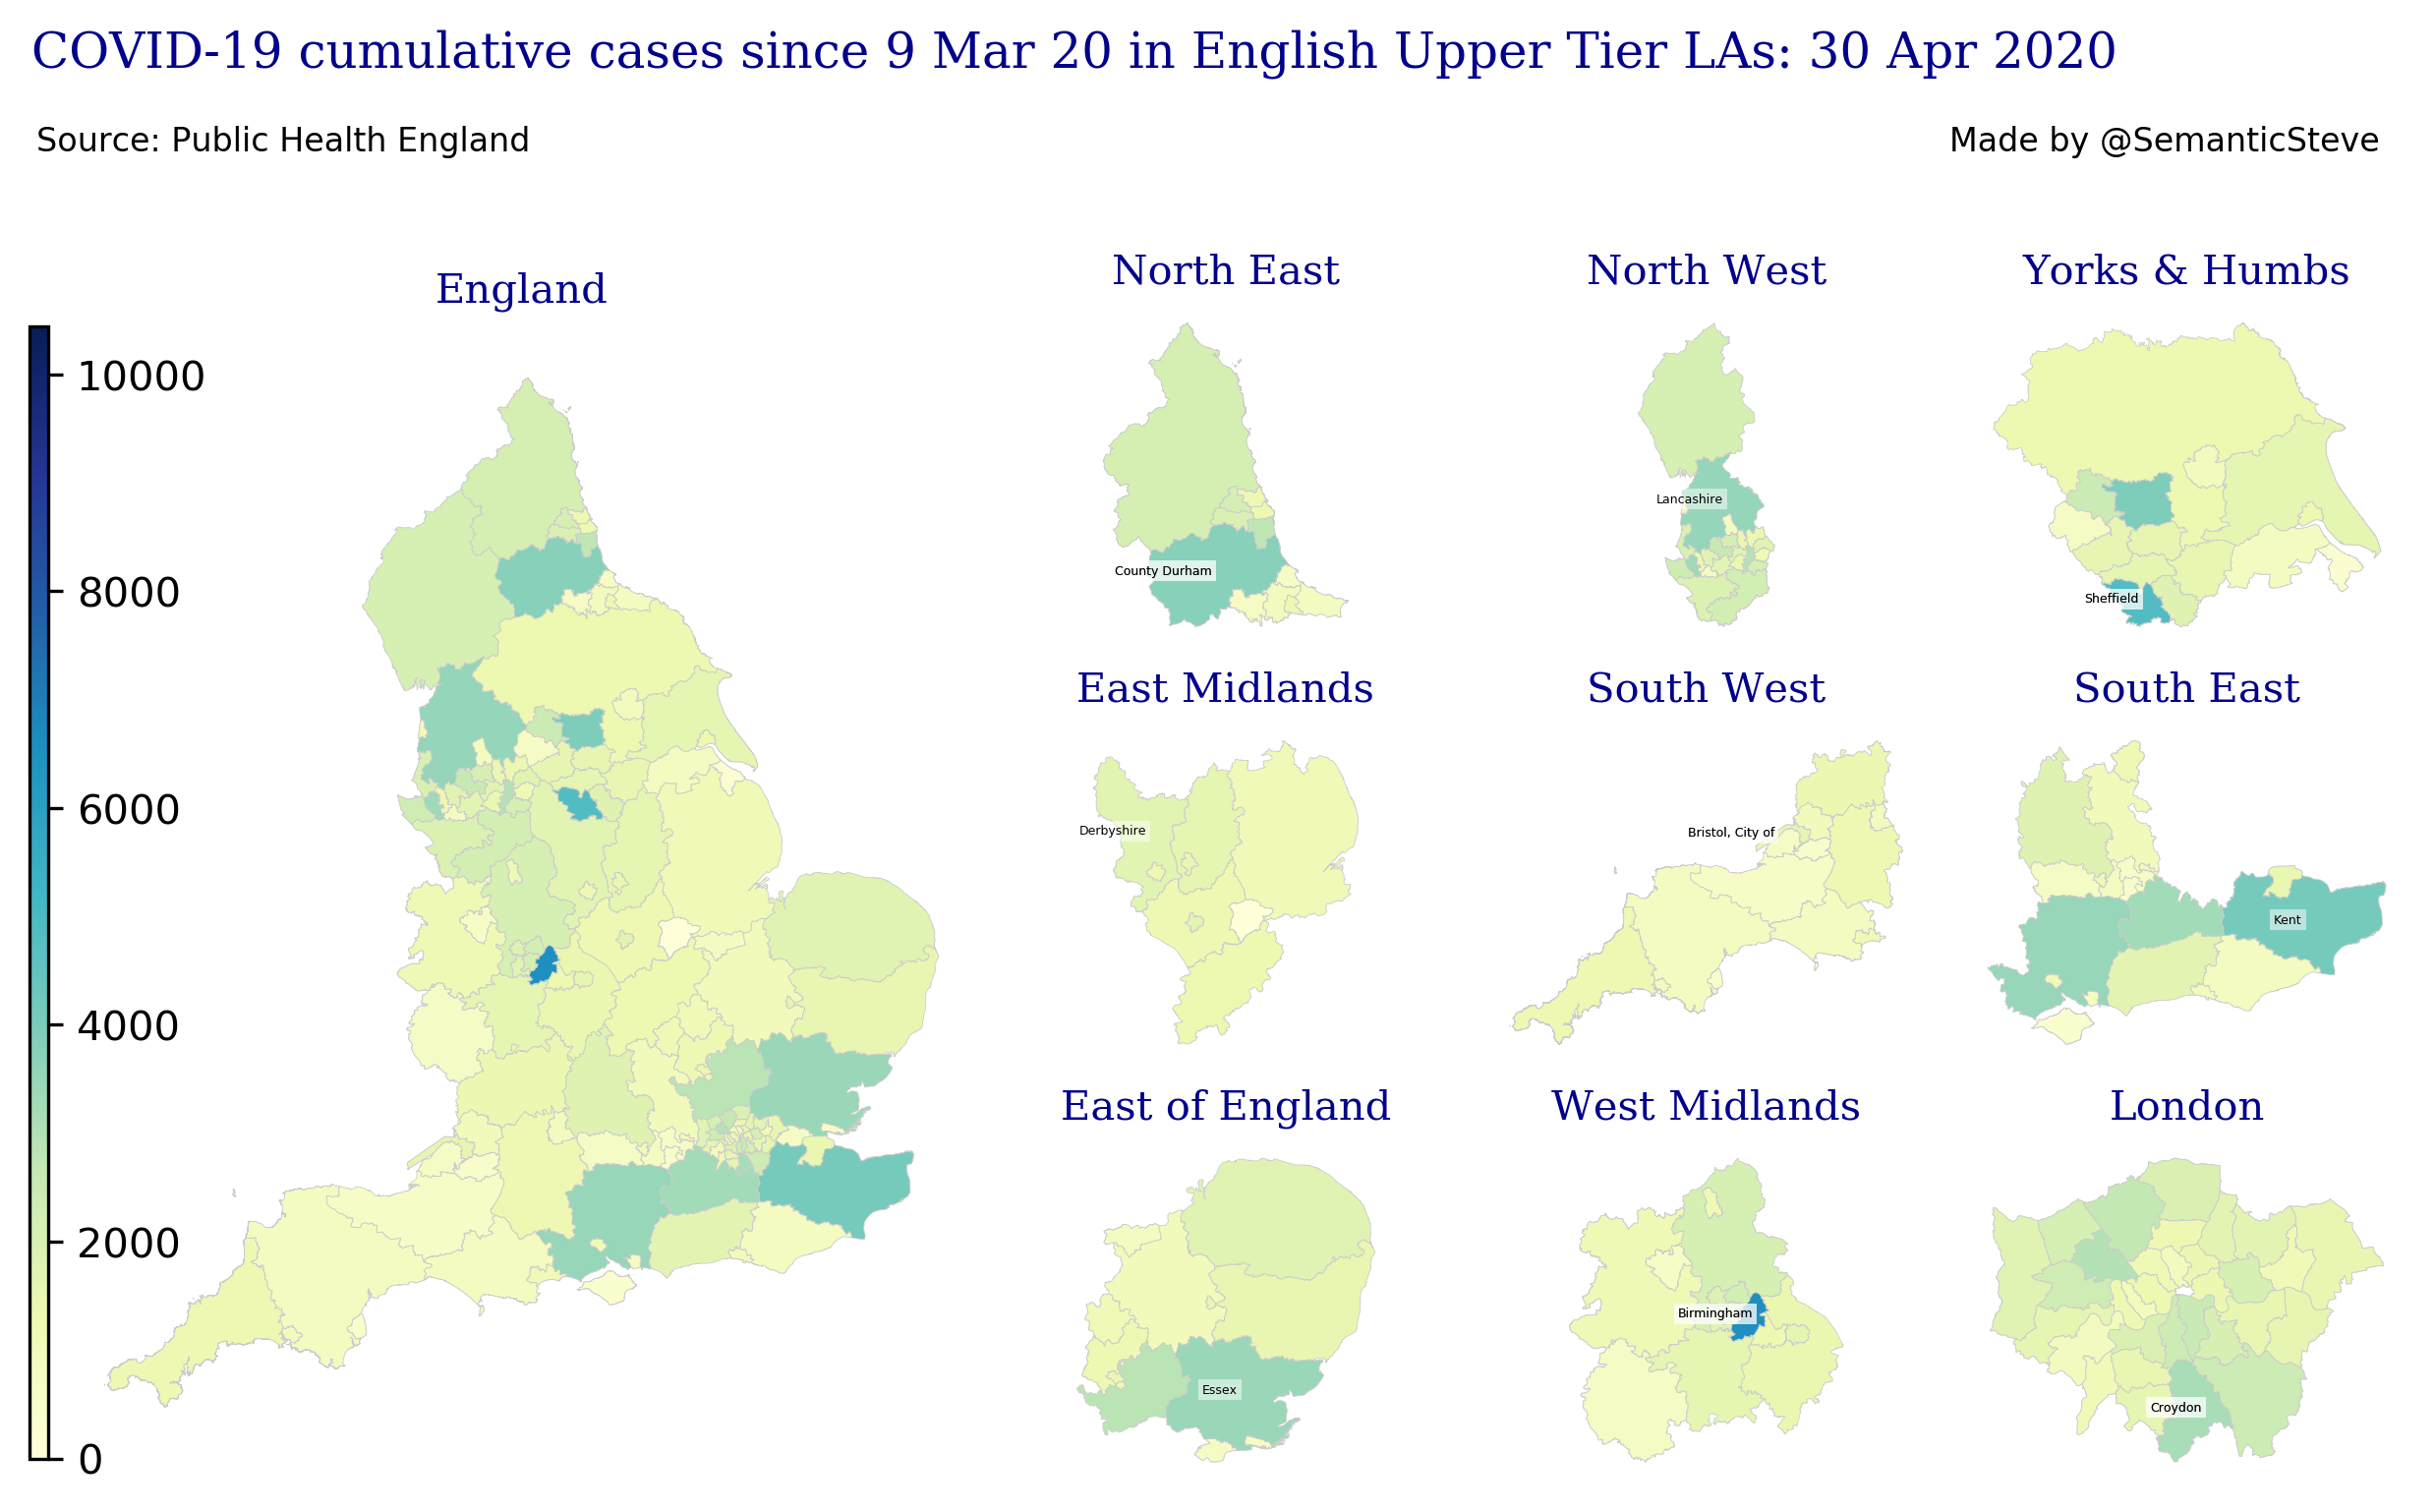 COVID-19 cumulative cases since 9 Mar 20 in English Upper Tier LAs: 30 Apr 2020
Source: Public Health England
Made by @SemanticSteve
England
10000
8000
6000
4000
2000
0
North East
County Durham
North West
Lancashire
Yorks & Humbs
Sheffield
East Midlands
Derbyshire
South West
Bristol, City of
South East
Kent
East of England
Essex
West Midlands
Birmingham
London
Croydon